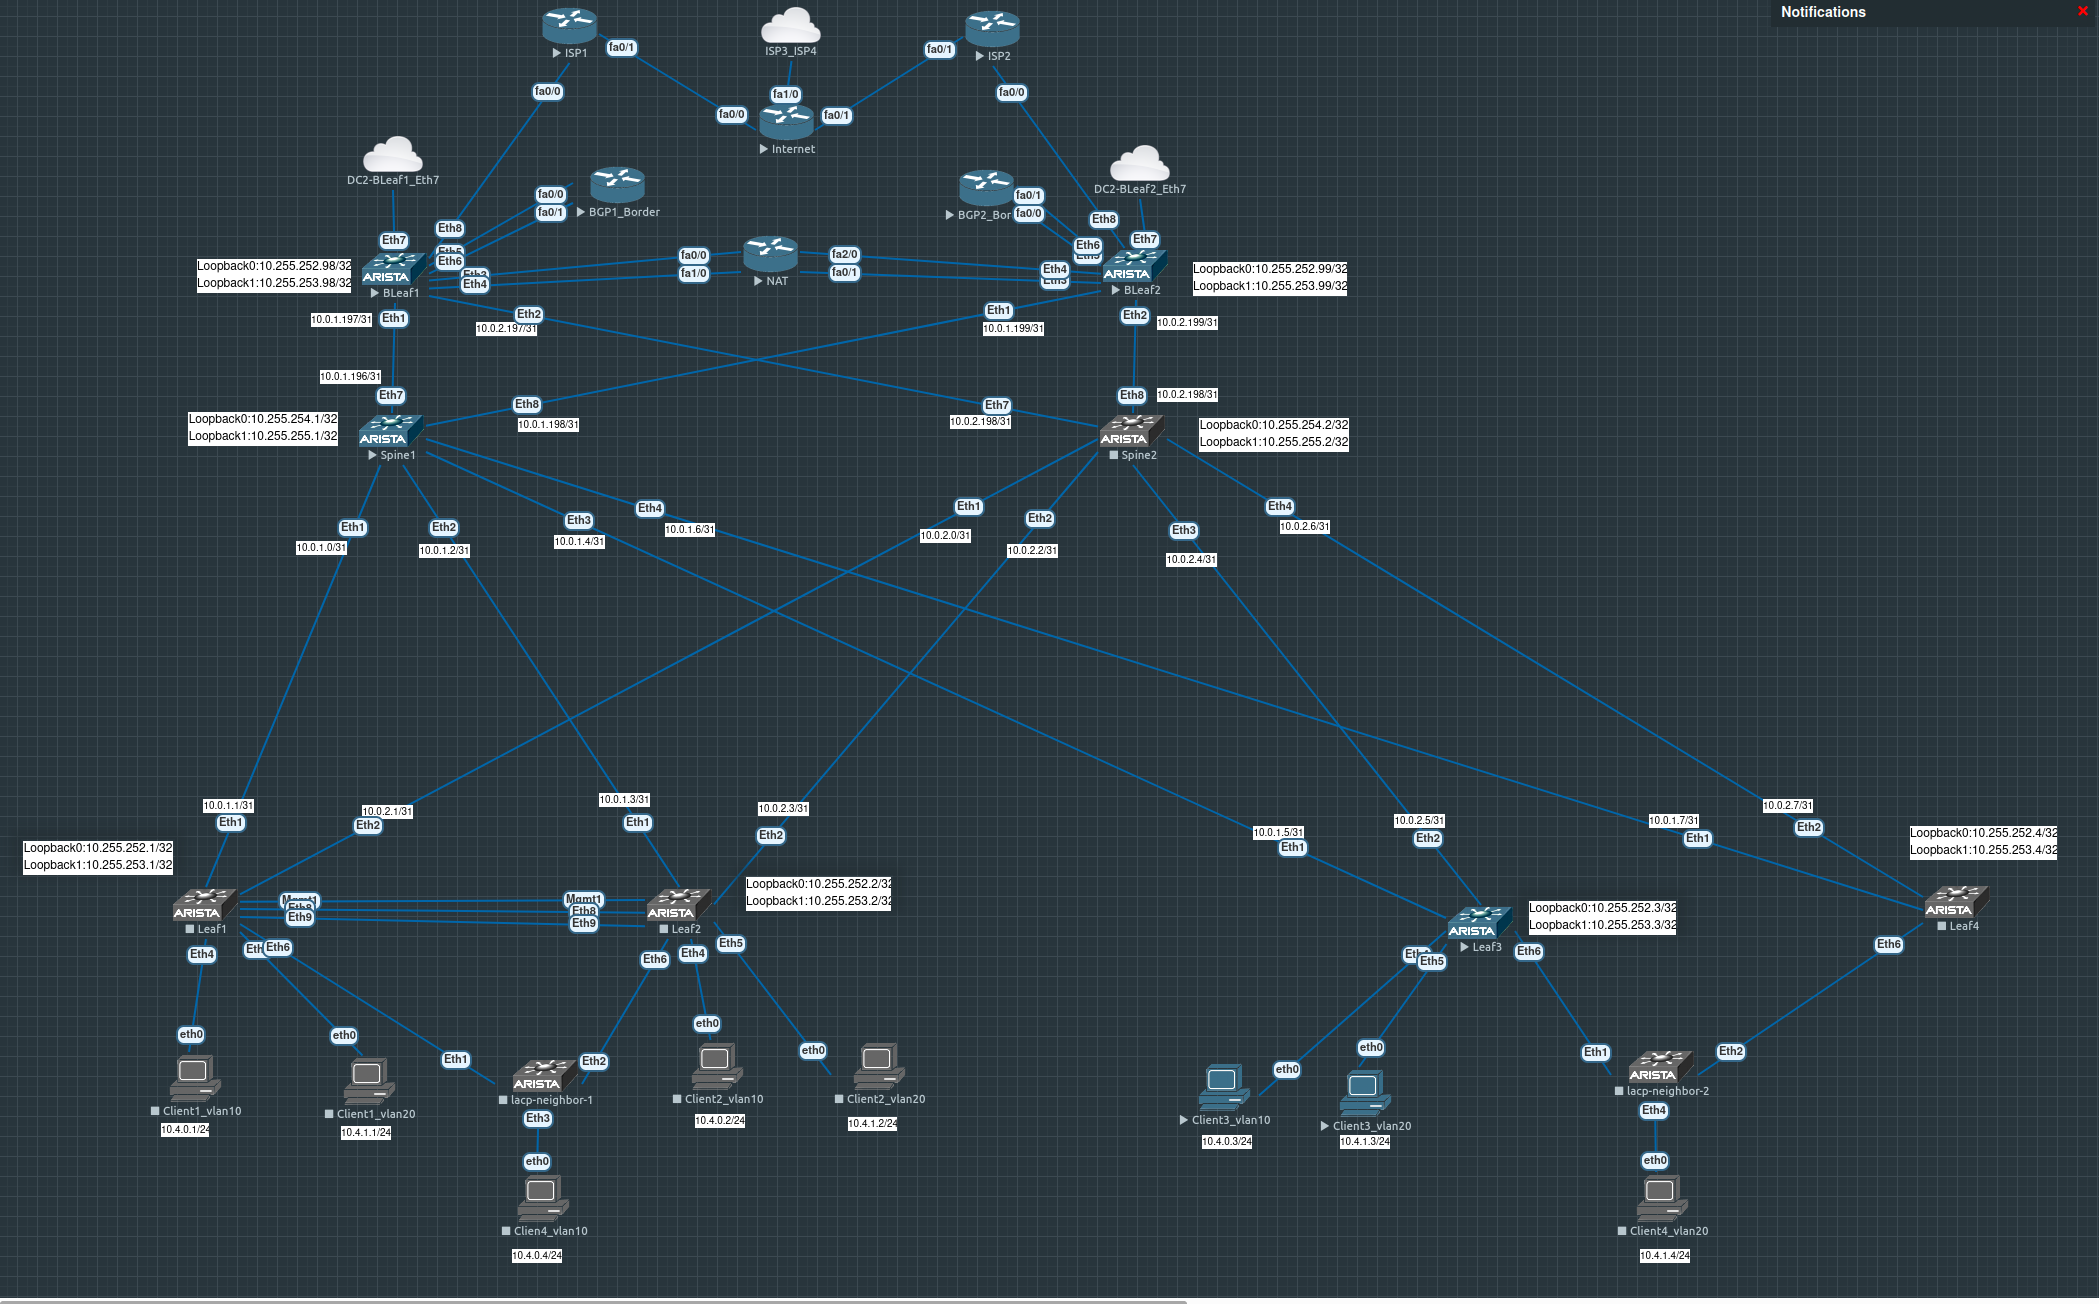 Notifications
ISP1
fa0/1
ISP3_ISP4
fa0/1
ISP2
fa0/0
fa1/0
fa0/0
fa0/0
fa0/1
Internet
DC2-BLeaf1_Eth7
DC2-BLeaf2_Eth7
fa0/0
fa0/1
BGP1_Border
fa0/1
fa0/0
BGP2_Bor
Eth8
Eth8
Eth7
Eth7
Eth6
Eth6
fa0/0
fa1/0
NAT
fa2/0
fa0/1
Eth4
Eth4
Loopback0:10.255.252.98/32
Loopback1:10.255.253.98/32
ARISTA
BLeaf1
ARISTA
BLeaf2
Loopback0:10.255.252.99/32
Loopback1:10.255.253.99/32
10.0.1.197/31
Eth1
Eth2
10.0.2.197/31
Eth1
10.0.1.199/31
Eth2
10.0.2.199/31
10.0.1.196/31
Eth7
Eth8
10.0.1.198/31
Eth7
10.0.2.198/31
Eth8
10.0.2.198/31
Loopback0:10.255.254.1/32
Loopback1:10.255.255.1/32
ARISTA
Spine1
ARISTA
Spine2
Loopback0:10.255.254.2/32
Loopback1:10.255.255.2/32
Eth1
10.0.1.0/31
Eth2
10.0.1.2/31
Eth3
10.0.1.4/31
Eth4
10.0.1.6/31
Eth1
10.0.2.0/31
Eth2
10.0.2.2/31
Eth3
10.0.2.4/31
Eth4
10.0.2.6/31
10.0.1.1/31
Eth1
10.0.2.1/31
Eth2
10.0.1.3/31
Eth1
10.0.2.3/31
Eth2
10.0.1.5/31
Eth1
10.0.2.5/31
Eth2
10.0.1.7/31
Eth1
10.0.2.7/31
Eth2
Loopback0:10.255.252.1/32
Loopback1:10.255.253.1/32
Loopback0:10.255.252.2/32
Loopback1:10.255.253.2/32
Loopback0:10.255.252.3/32
Loopback1:10.255.253.3/32
Loopback0:10.255.252.4/32
Loopback1:10.255.253.4/32
ARISTA
Leaf1
Mgmt1
Eth8
Eth9
Mgmt1
Eth8
Eth9
ARISTA
Leaf2
ARISTA
Leaf3
ARISTA
Leaf4
Eth4
Eth6
Eth6
Eth4
Eth5
Eth5
Eth6
Eth6
eth0
eth0
Eth1
Eth2
eth0
eth0
eth0
eth0
Eth1
Eth2
ARISTA
lacp-neighbor-1
ARISTA
lacp-neighbor-2
Client1_vlan10
10.4.0.1/24
Client1_vlan20
10.4.1.1/24
Client2_vlan10
10.4.0.2/24
Client2_vlan20
10.4.1.2/24
Client3_vlan10
10.4.0.3/24
Client3_vlan20
10.4.1.3/24
Eth3
eth0
Clien4_vlan10
10.4.0.4/24
Eth4
eth0
Client4_vlan20
10.4.1.4/24